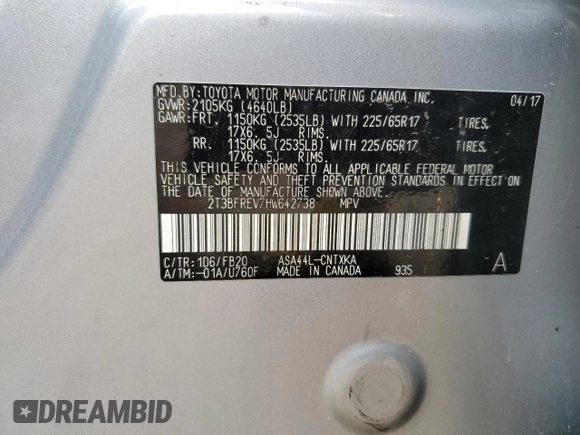 MFD.BY:TOYOTA MOTOR MANUFACTURING CANADA,INC. 04/17
GVWR:2105KG (4640LB)
GAWR:FRT. 1150KG (2535LB) WITH 225/65R17 TIRES,
17X6. 5J RIMS.
RR. 1150KG (2535LB) WITH 225/65R17 TIRES,
17X6. 5J RIMS.
THIS VEHICLE CONFORMS TO ALL APPLICABLE FEDERAL MOTOR
VEHICLE SAFETY AND THEFT PREVENTION STANDARDS IN EFFECT ON
THE DATE OF MANUFACTURE SHOWN ABOVE.
2T3BFREV7HW642738 MPV
C/TR:1D6/FB20 ASA44L-CNTXKA
A/TM:-01A/U760F MADE IN CANADA 935 A
DREAMBID